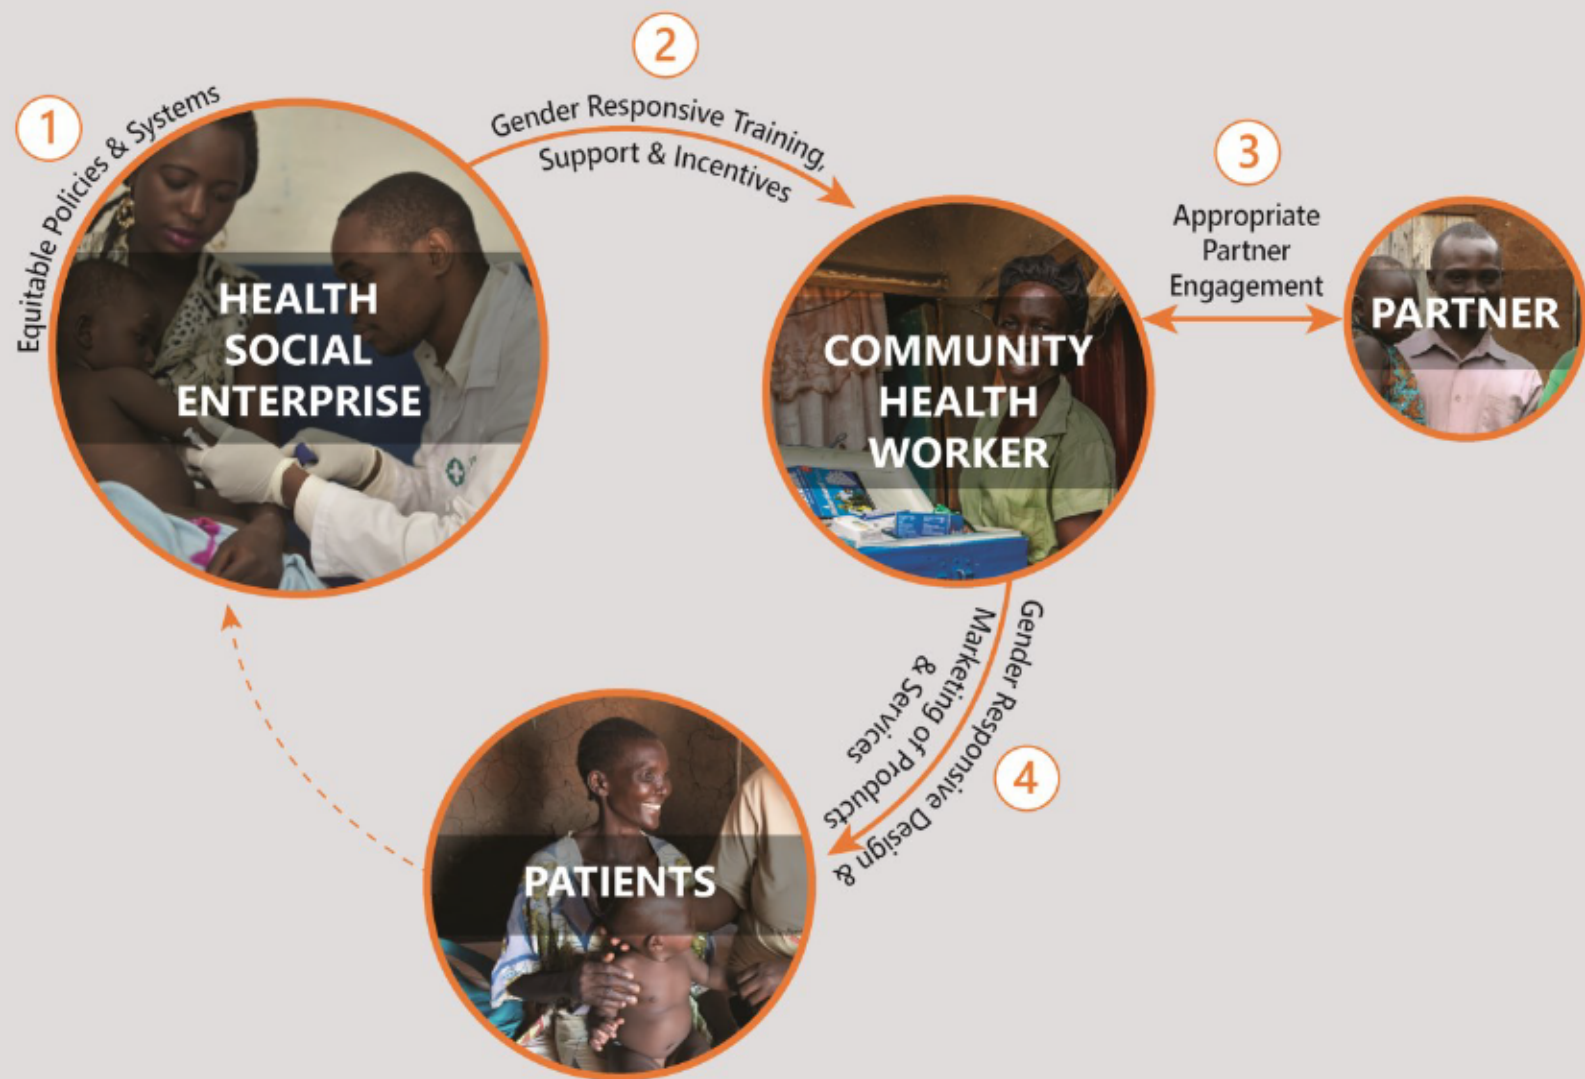 1
Equitable Policies & Systems
HEALTH
SOCIAL
ENTERPRISE
2
Gender Responsive Training,
Support & Incentives
COMMUNITY
HEALTH
WORKER
3
Appropriate
Partner
Engagement
PARTNER
4
Gender Responsive Design &
Marketing of Products
& Services
PATIENTS